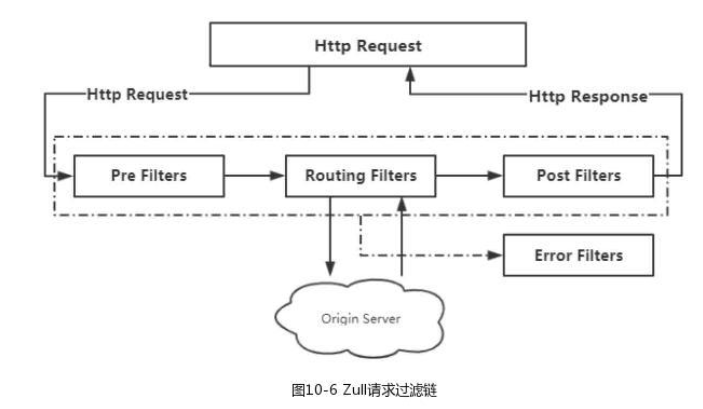 Http Request
Http Request
Http Response
Pre Filters
Routing Filters
Post Filters
Error Filters
Origin Server
图10-6 Zull请求过滤链